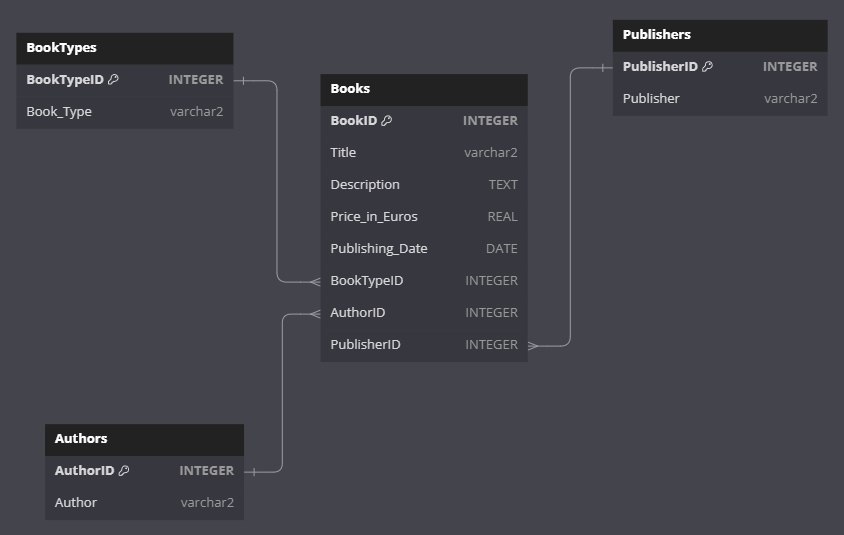 BookTypes
BookTypeID INTEGER
Book_Type varchar2
Publishers
PublisherID INTEGER
Publisher varchar2
Books
BookID INTEGER
Title varchar2
Description TEXT
Price_in_Euros REAL
Publishing_Date DATE
BookTypeID INTEGER
AuthorID INTEGER
PublisherID INTEGER
Authors
AuthorID INTEGER
Author varchar2